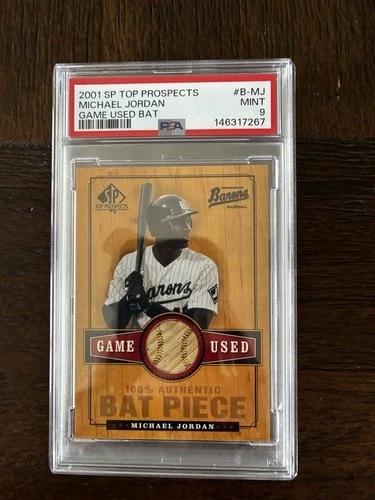 2001 SP TOP PROSPECTS #B-MJ
MICHAEL JORDAN MINT
GAME USED BAT 9
PSA 146317267
SP
TOP PROSPECTS
Barons
BASEBALL
Barons
GAME USED
100% AUTHENTIC
BAT PIECE
MICHAEL JORDAN